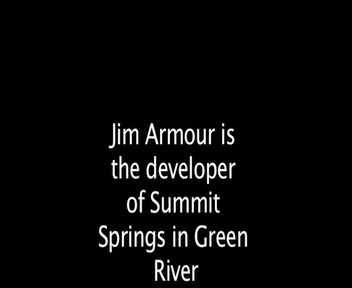 Jim Armour is
the developer
of Summit
Springs in Green
River